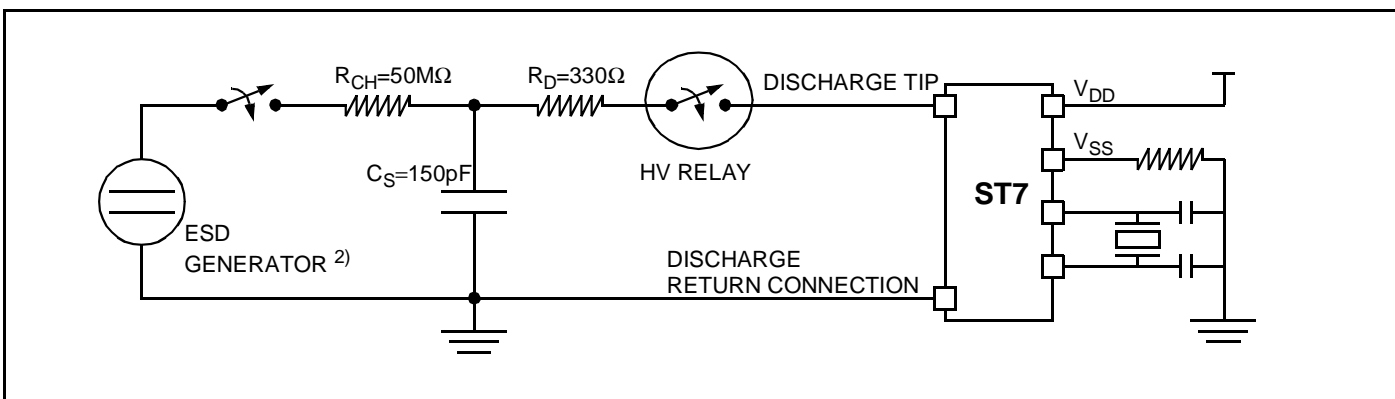 R_CH=50MΩ
R_D=330Ω
DISCHARGE TIP
V_DD
V_SS
HV RELAY
C_S=150pF
ST7
ESD
GENERATOR 2)
DISCHARGE
RETURN CONNECTION